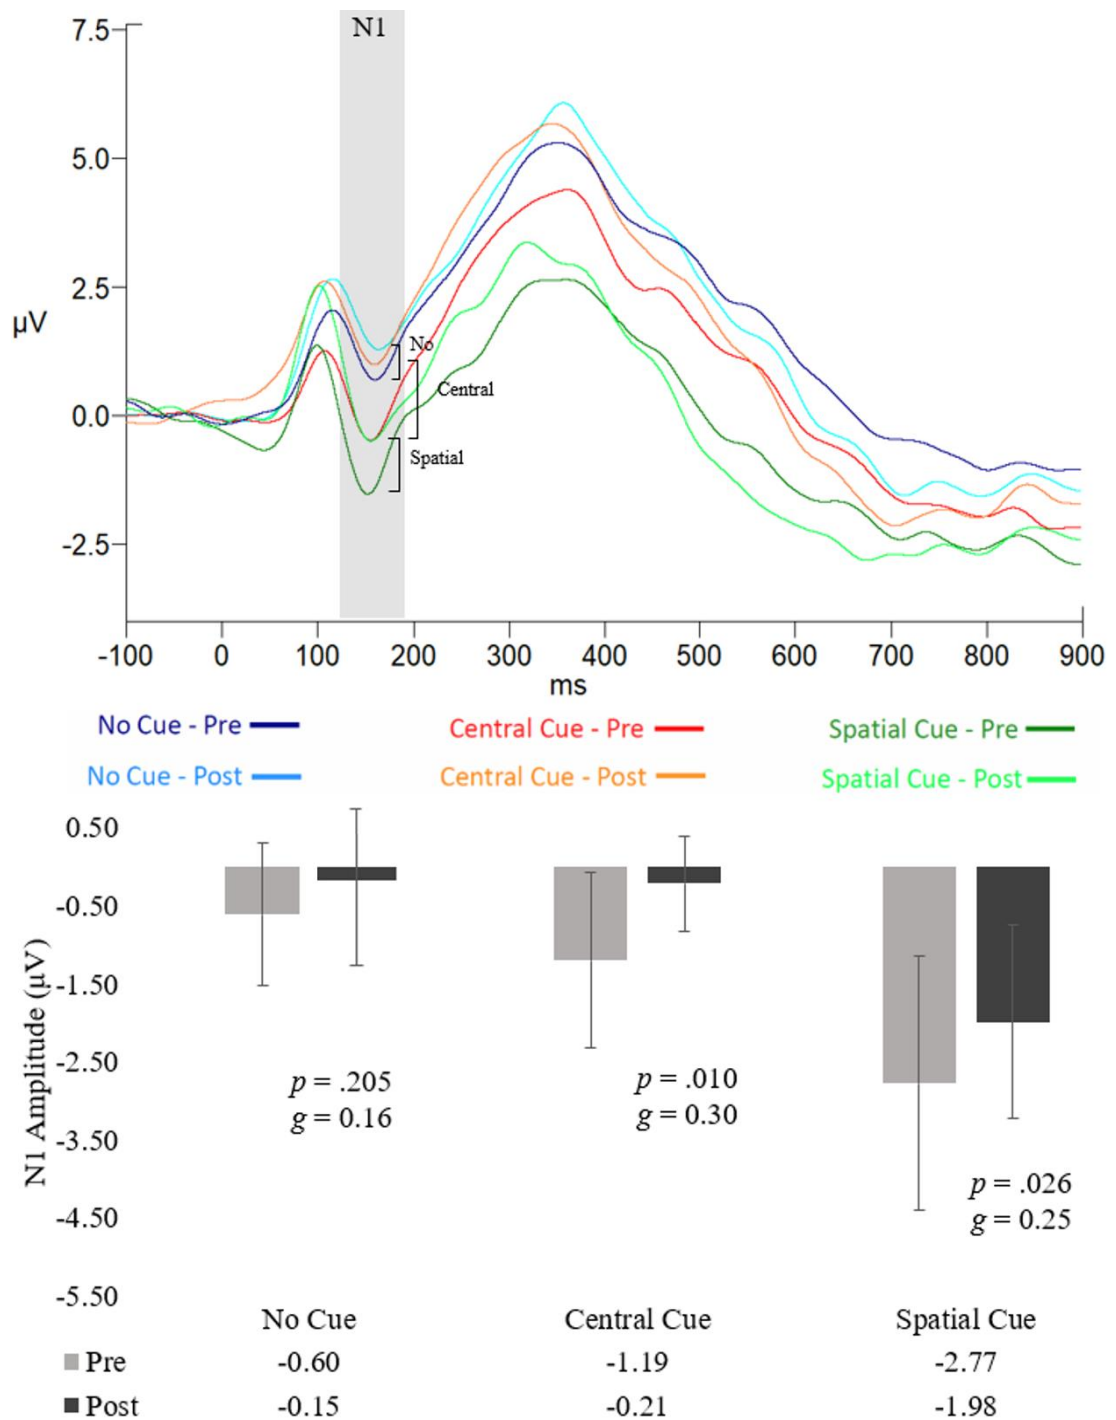 N1
7.5
5.0
2.5
µV
0.0
-2.5
No
Central
Spatial
-100 0 100 200 300 400 500 600 700 800 900
ms
No Cue - Pre Central Cue - Pre Spatial Cue - Pre
No Cue - Post Central Cue - Post Spatial Cue - Post
N1 Amplitude (µV)
0.50
-0.50
-1.50
-2.50
-3.50
-4.50
-5.50
p = .205
g = 0.16
p = .010
g = 0.30
p = .026
g = 0.25
No Cue Central Cue Spatial Cue
Pre -0.60 -1.19 -2.77
Post -0.15 -0.21 -1.98